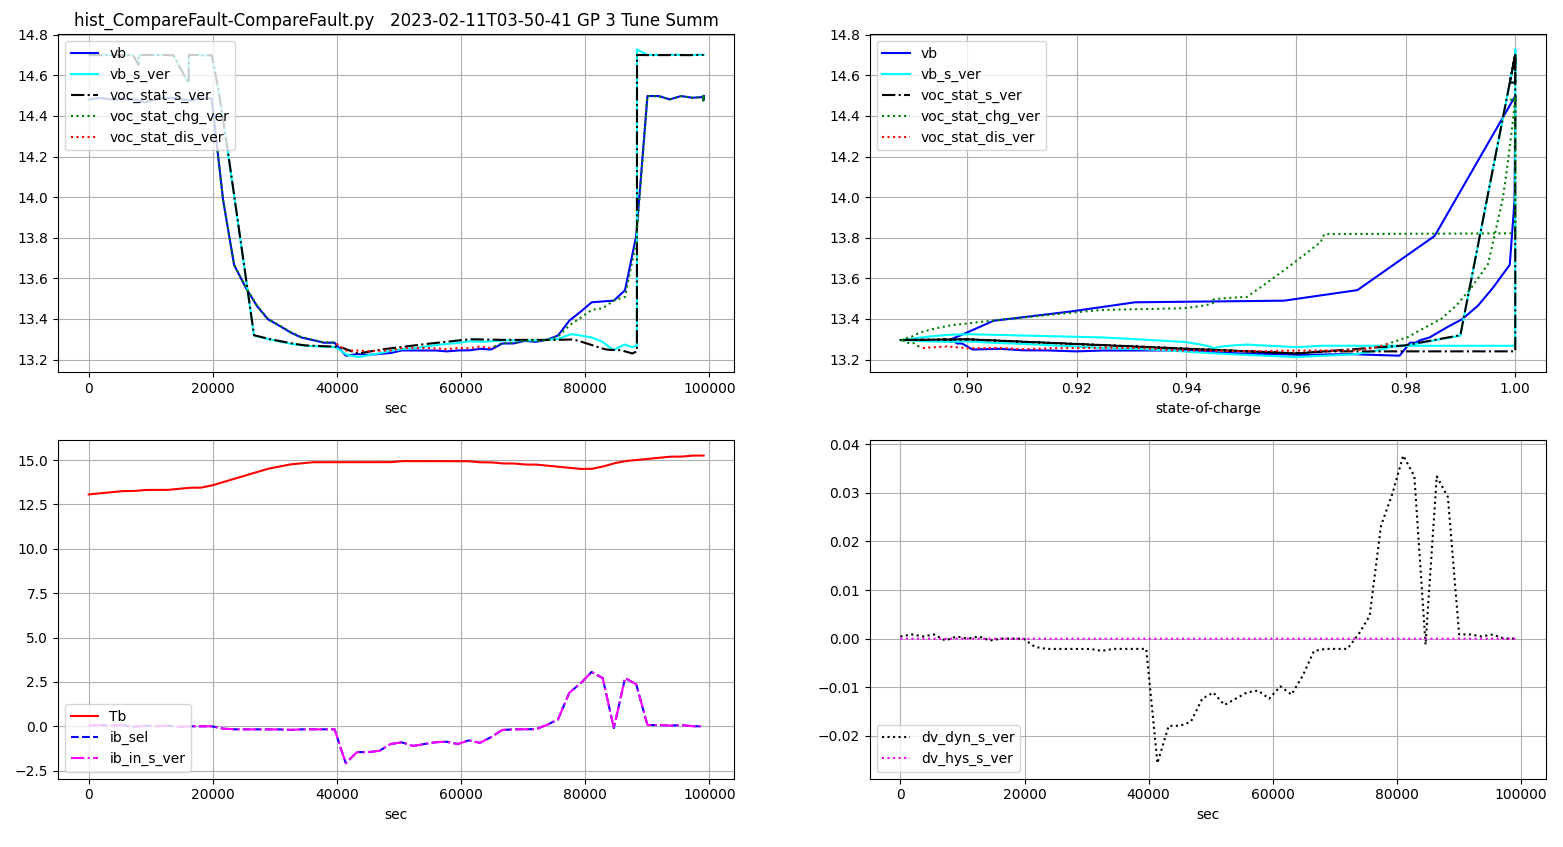 hist_CompareFault-CompareFault.py   2023-02-11T03-50-41 GP 3 Tune Summ
14.8
14.6
14.4
14.2
14.0
13.8
13.6
13.4
13.2
vb
vb_s_ver
voc_stat_s_ver
voc_stat_chg_ver
voc_stat_dis_ver
0 20000 40000 60000 80000 100000
sec
14.8
14.6
14.4
14.2
14.0
13.8
13.6
13.4
13.2
vb
vb_s_ver
voc_stat_s_ver
voc_stat_chg_ver
voc_stat_dis_ver
0.90 0.92 0.94 0.96 0.98 1.00
state-of-charge
15.0
12.5
10.0
7.5
5.0
2.5
0.0
−2.5
Tb
ib_sel
ib_in_s_ver
0 20000 40000 60000 80000 100000
sec
0.04
0.03
0.02
0.01
0.00
−0.01
−0.02
dv_dyn_s_ver
dv_hys_s_ver
0 20000 40000 60000 80000 100000
sec